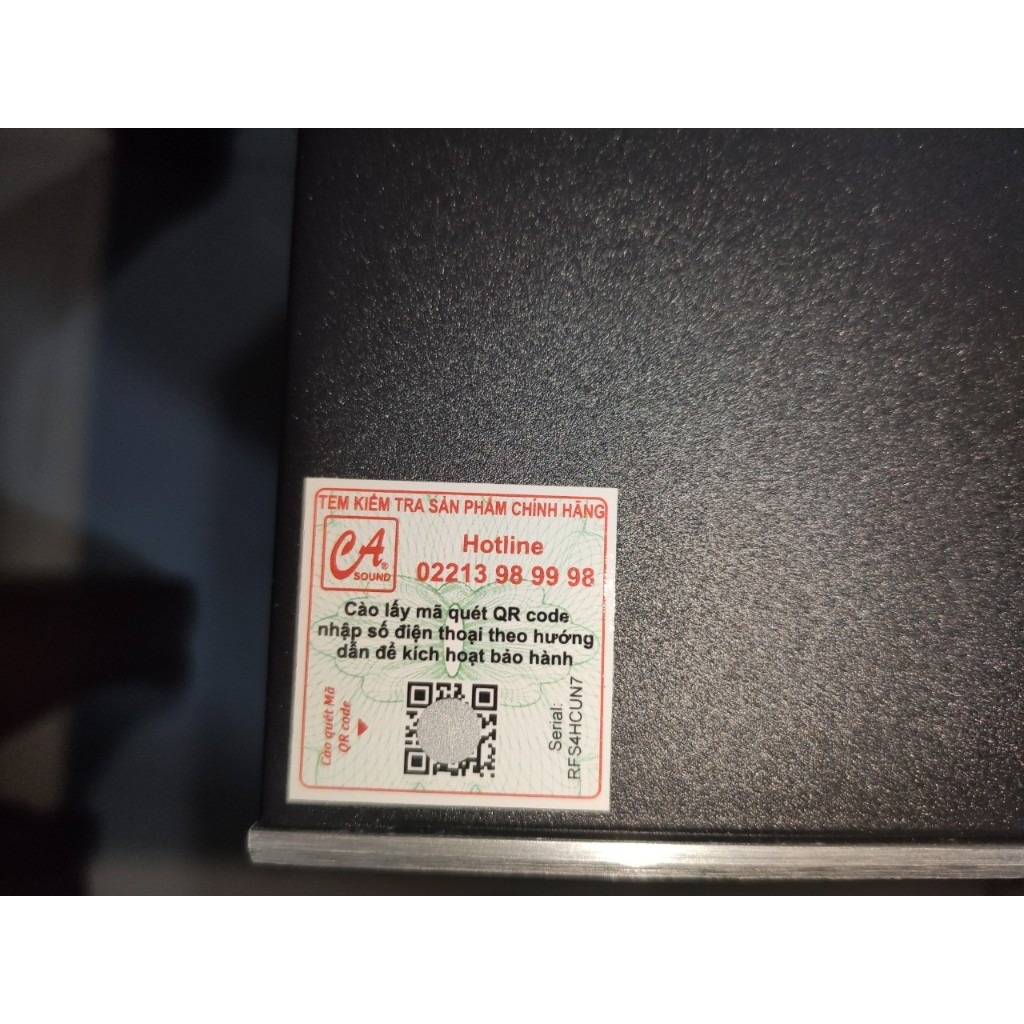 TEM KIỂM TRA SẢN PHẨM CHÍNH HÃNG
CA® SOUND
Hotline
02213 98 99 98
Cào lấy mã quét QR code
nhập số điện thoại theo hướng
dẫn để kích hoạt bảo hành
Cào quét Mã
QR code
Serial:
RFS4HCUN7